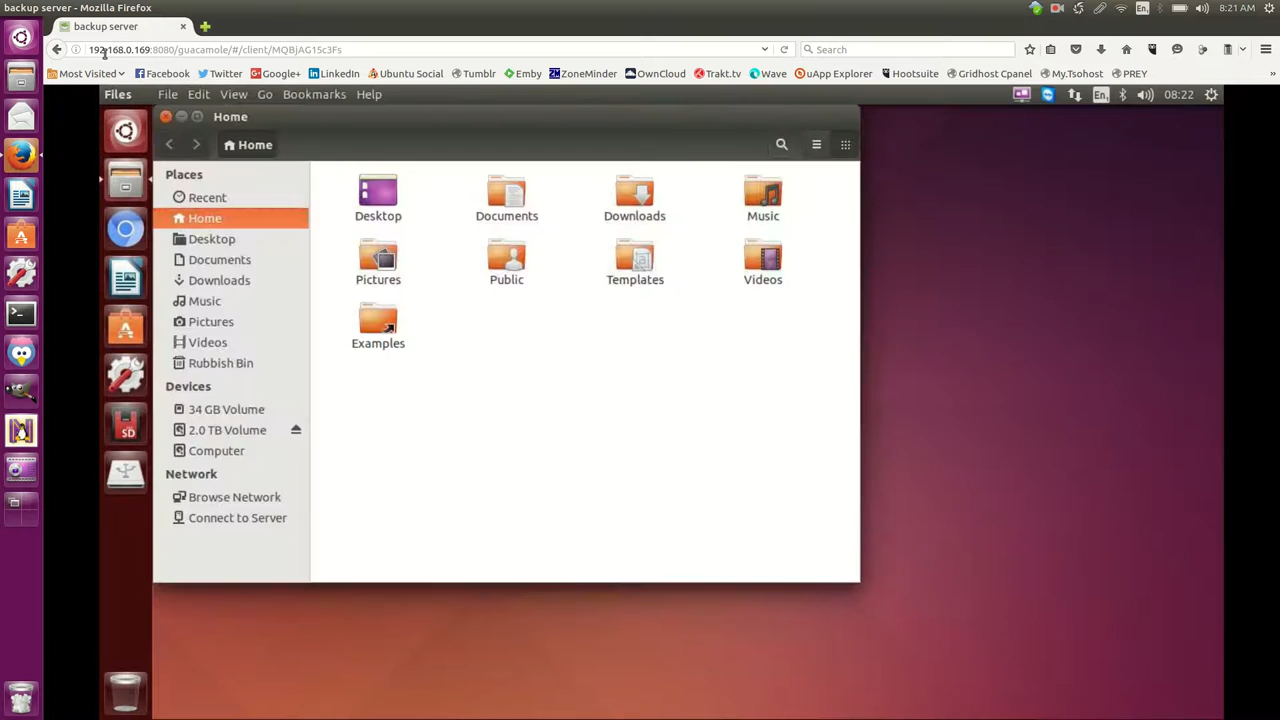 backup server - Mozilla Firefox
En
8:21 AM
backup server
192.168.0.169:8080/guacamole/#/client/MQBjAG15c3Fs
Search
Most Visited Facebook Twitter Google+ LinkedIn Ubuntu Social Tumblr Emby ZoneMinder OwnCloud Trakt.tv Wave uApp Explorer Hootsuite Gridhost Cpanel My.Tsohost PREY »
Files File Edit View Go Bookmarks Help
En 08:22
Home
Home
Places
Recent
Home
Desktop
Documents
Downloads
Music
Pictures
Videos
Rubbish Bin
Devices
34 GB Volume
2.0 TB Volume
Computer
Network
Browse Network
Connect to Server
Desktop Documents Downloads Music
Pictures Public Templates Videos
Examples
SD